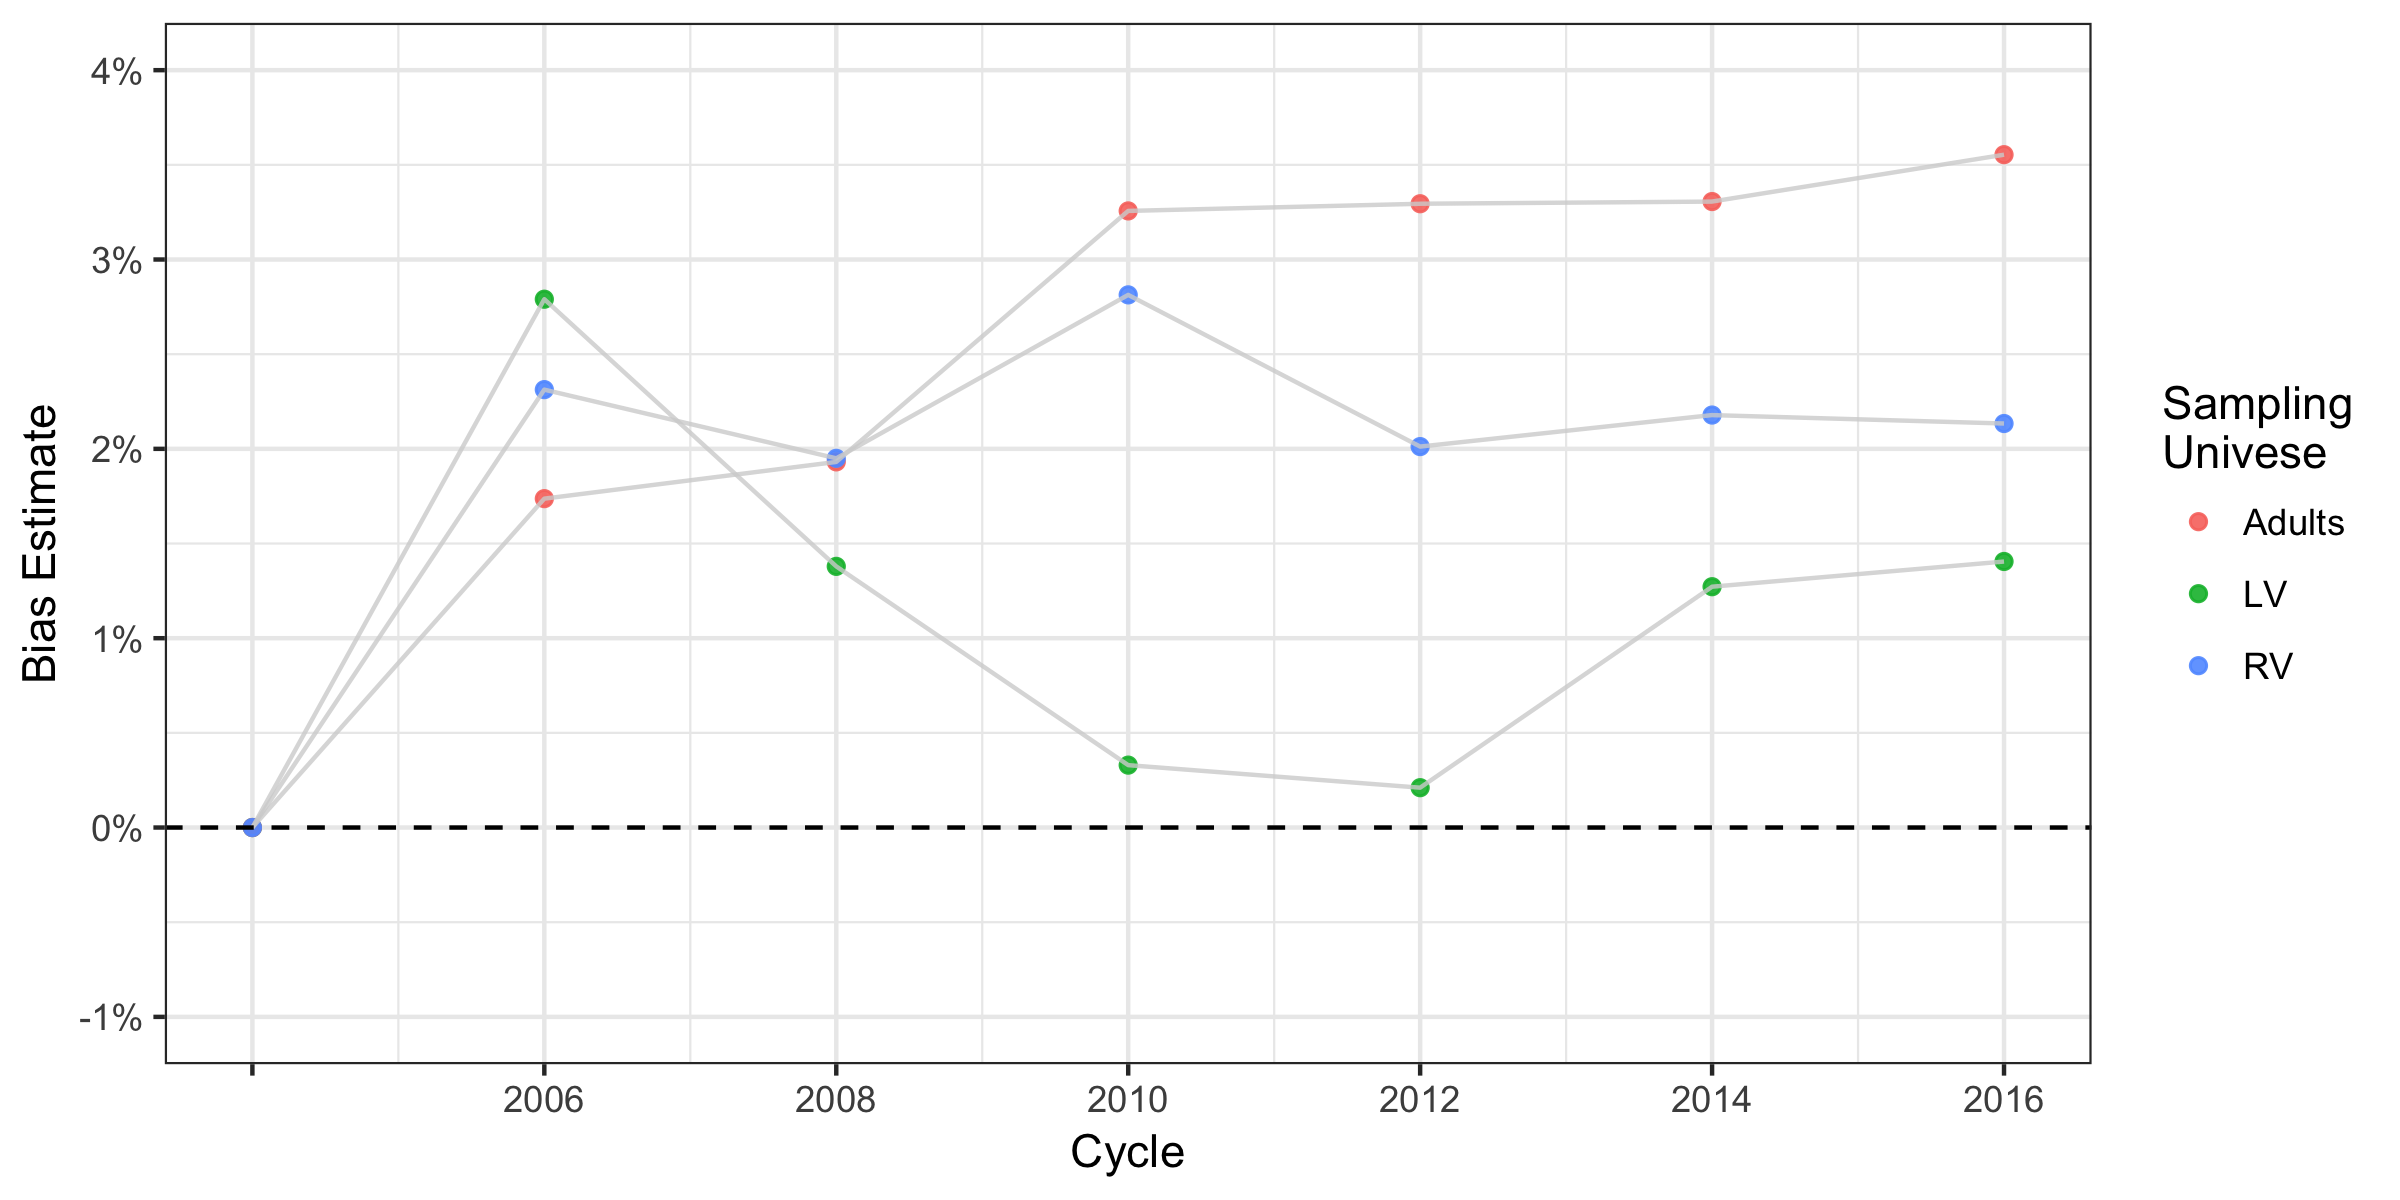 4%
3%
2%
1%
0%
-1%
Bias Estimate
2006
2008
2010
2012
2014
2016
Cycle
Sampling
Univese
Adults
LV
RV